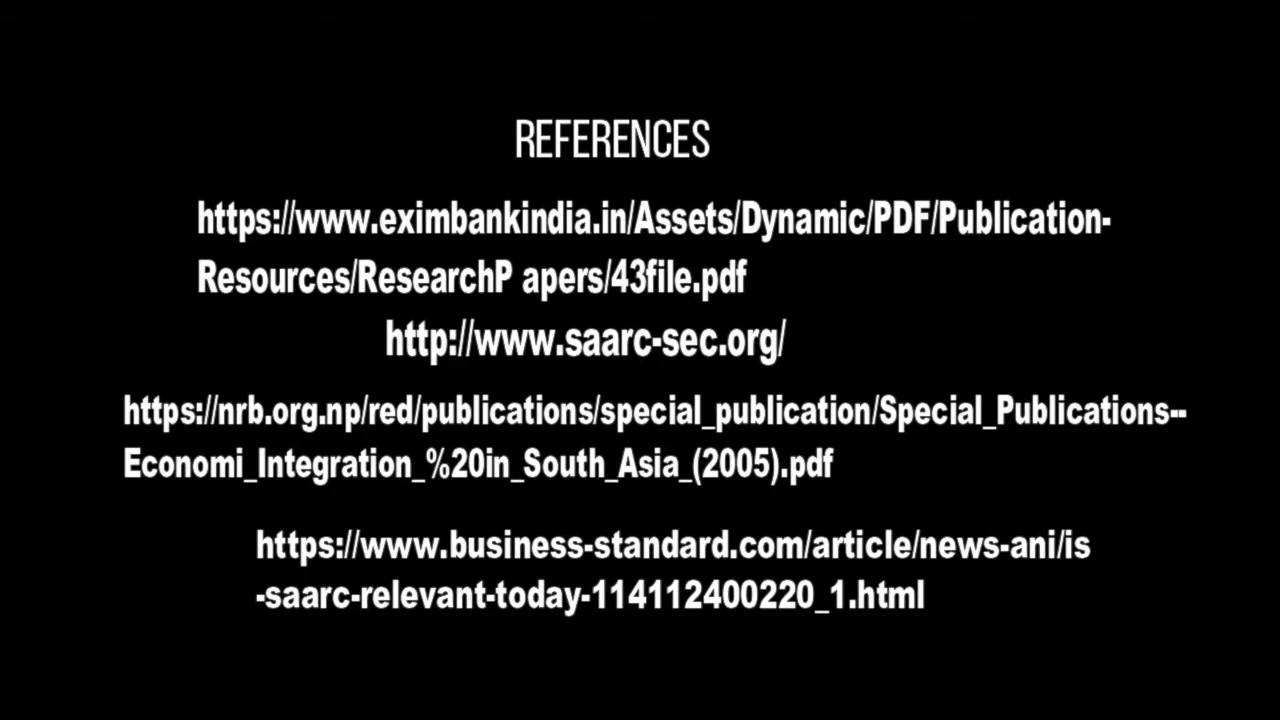 REFERENCES
https://www.eximbankindia.in/Assets/Dynamic/PDF/Publication-
Resources/ResearchP apers/43file.pdf
http://www.saarc-sec.org/
https://nrb.org.np/red/publications/special_publication/Special_Publications--
Economi_Integration_%20in_South_Asia_(2005).pdf
https://www.business-standard.com/article/news-ani/is
-saarc-relevant-today-114112400220_1.html